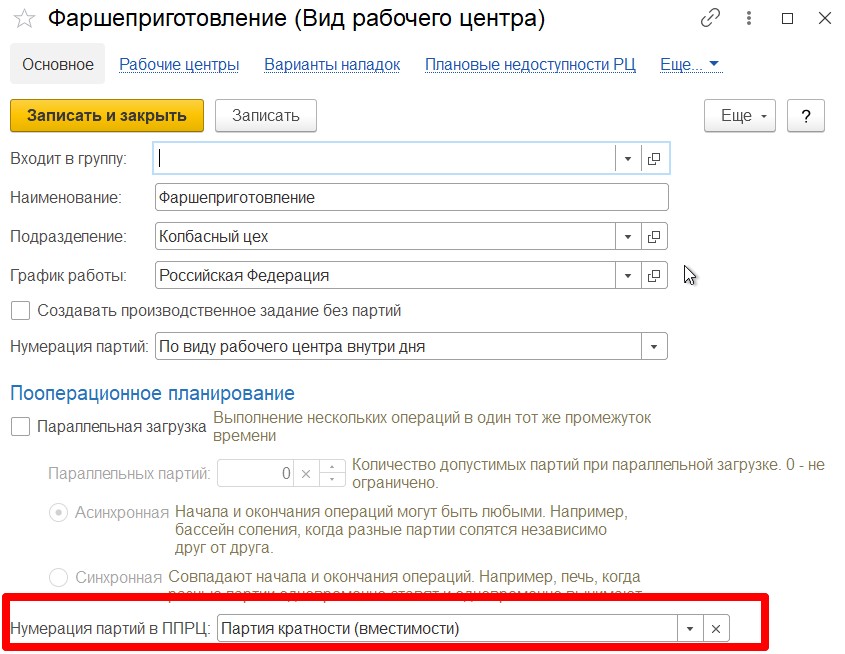 Фаршеприготовление (Вид рабочего центра)
Основное Рабочие центры Варианты наладок Плановые недоступности РЦ Еще...
Записать и закрыть Записать Еще ?
Входит в группу:
Наименование: Фаршеприготовление
Подразделение: Колбасный цех
График работы: Российская Федерация
Создавать производственное задание без партий
Нумерация партий: По виду рабочего центра внутри дня
Пооперационное планирование
Параллельная загрузка Выполнение нескольких операций в один тот же промежуток
времени
Параллельных партий: 0 Количество допустимых партий при параллельной загрузке. 0 - не
ограничено.
Асинхронная Начала и окончания операций могут быть любыми. Например,
бассейн соления, когда разные партии солятся независимо
друг от друга.
Синхронная Совпадают начала и окончания операций. Например, печь, когда
Нумерация партий в ППРЦ: Партия кратности (вместимости)